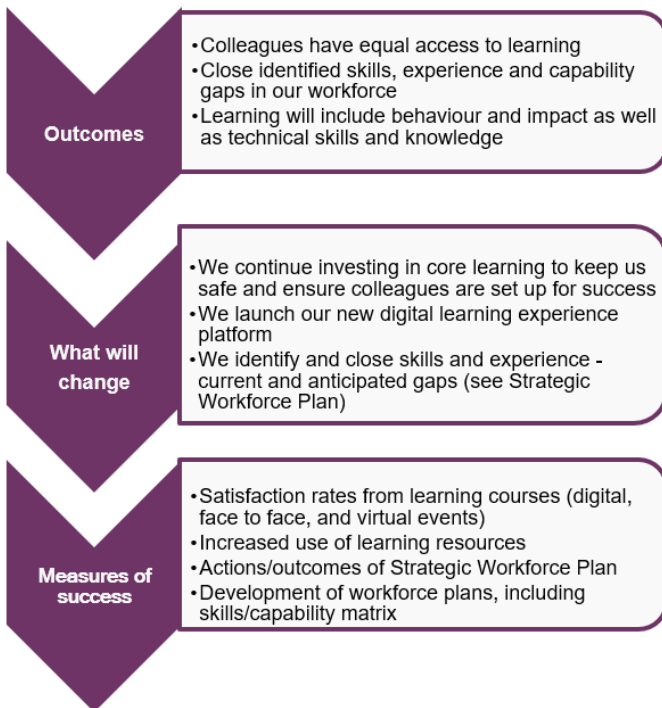 Outcomes
•Colleagues have equal access to learning
•Close identified skills, experience and capability
gaps in our workforce
•Learning will include behaviour and impact as well
as technical skills and knowledge
What will
change
•We continue investing in core learning to keep us
safe and ensure colleagues are set up for success
•We launch our new digital learning experience
platform
•We identify and close skills and experience -
current and anticipated gaps (see Strategic
Workforce Plan)
Measures of
success
•Satisfaction rates from learning courses (digital,
face to face, and virtual events)
•Increased use of learning resources
•Actions/outcomes of Strategic Workforce Plan
•Development of workforce plans, including
skills/capability matrix